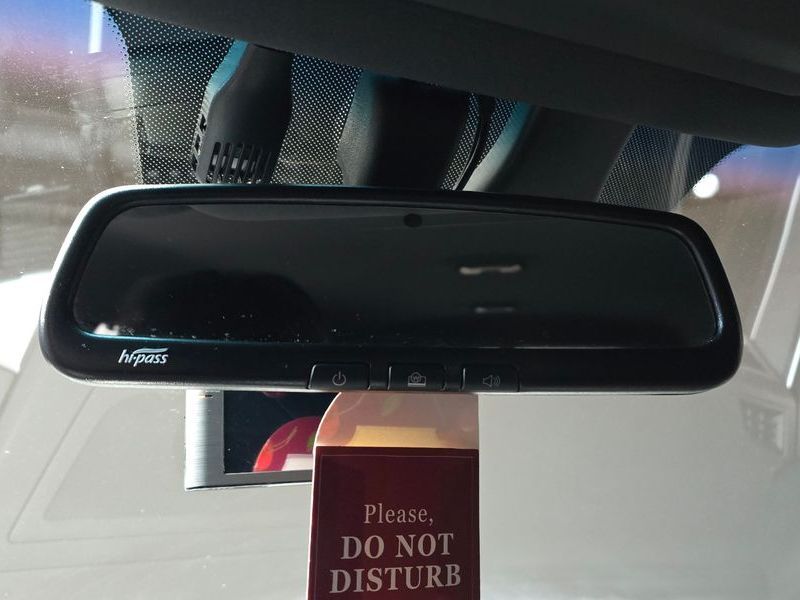 hi-pass
₩
Please,
DO NOT
DISTURB